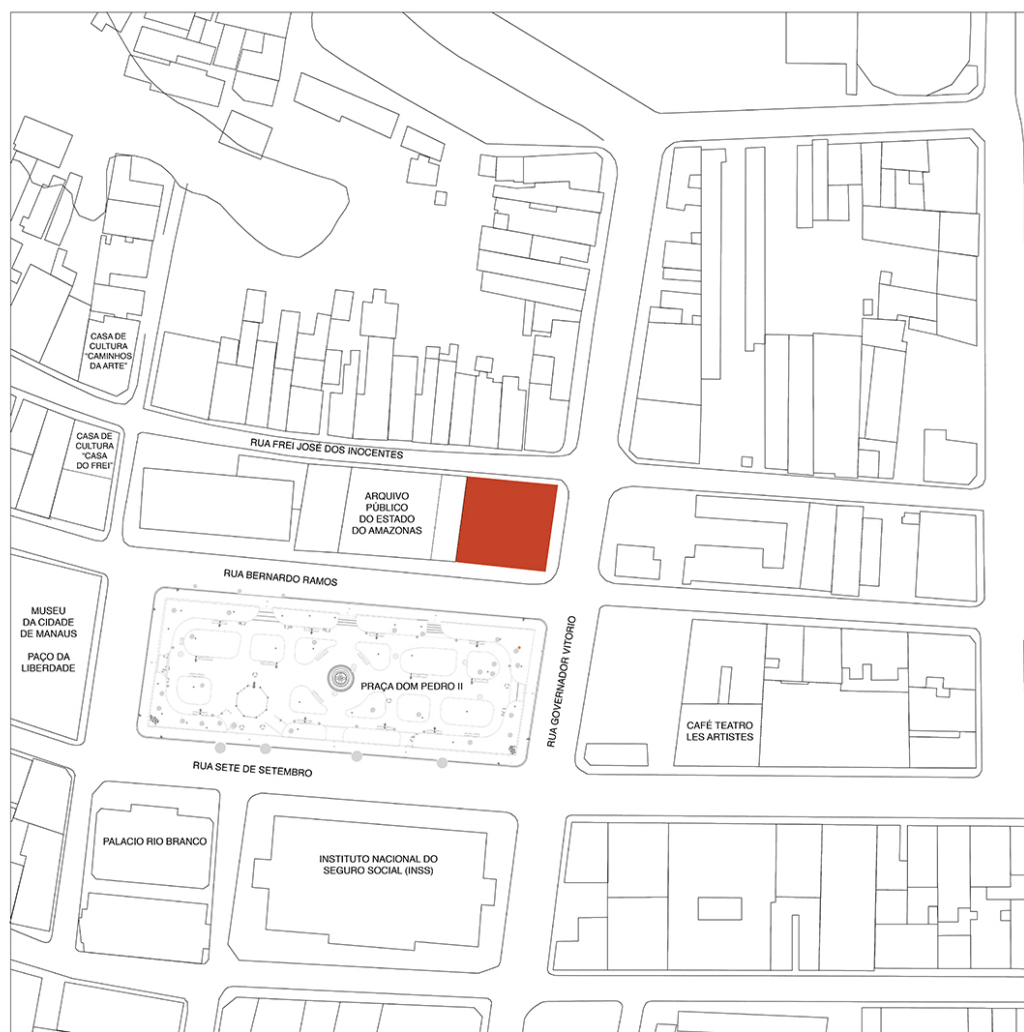 CASA DE
CULTURA
"CAMINHOS
DA ARTE"
CASA DE
CULTURA
"CASA
DO FREI"
RUA FREI JOSÉ DOS INOCENTES
ARQUIVO
PÚBLICO
DO ESTADO
DO AMAZONAS
RUA BERNARDO RAMOS
MUSEU
DA CIDADE
DE MANAUS
PAÇO DA
LIBERDADE
PRAÇA DOM PEDRO II
RUA GOVERNADOR VITORIO
CAFÉ TEATRO
LES ARTISTES
RUA SETE DE SETEMBRO
PALACIO RIO BRANCO
INSTITUTO NACIONAL DO
SEGURO SOCIAL (INSS)